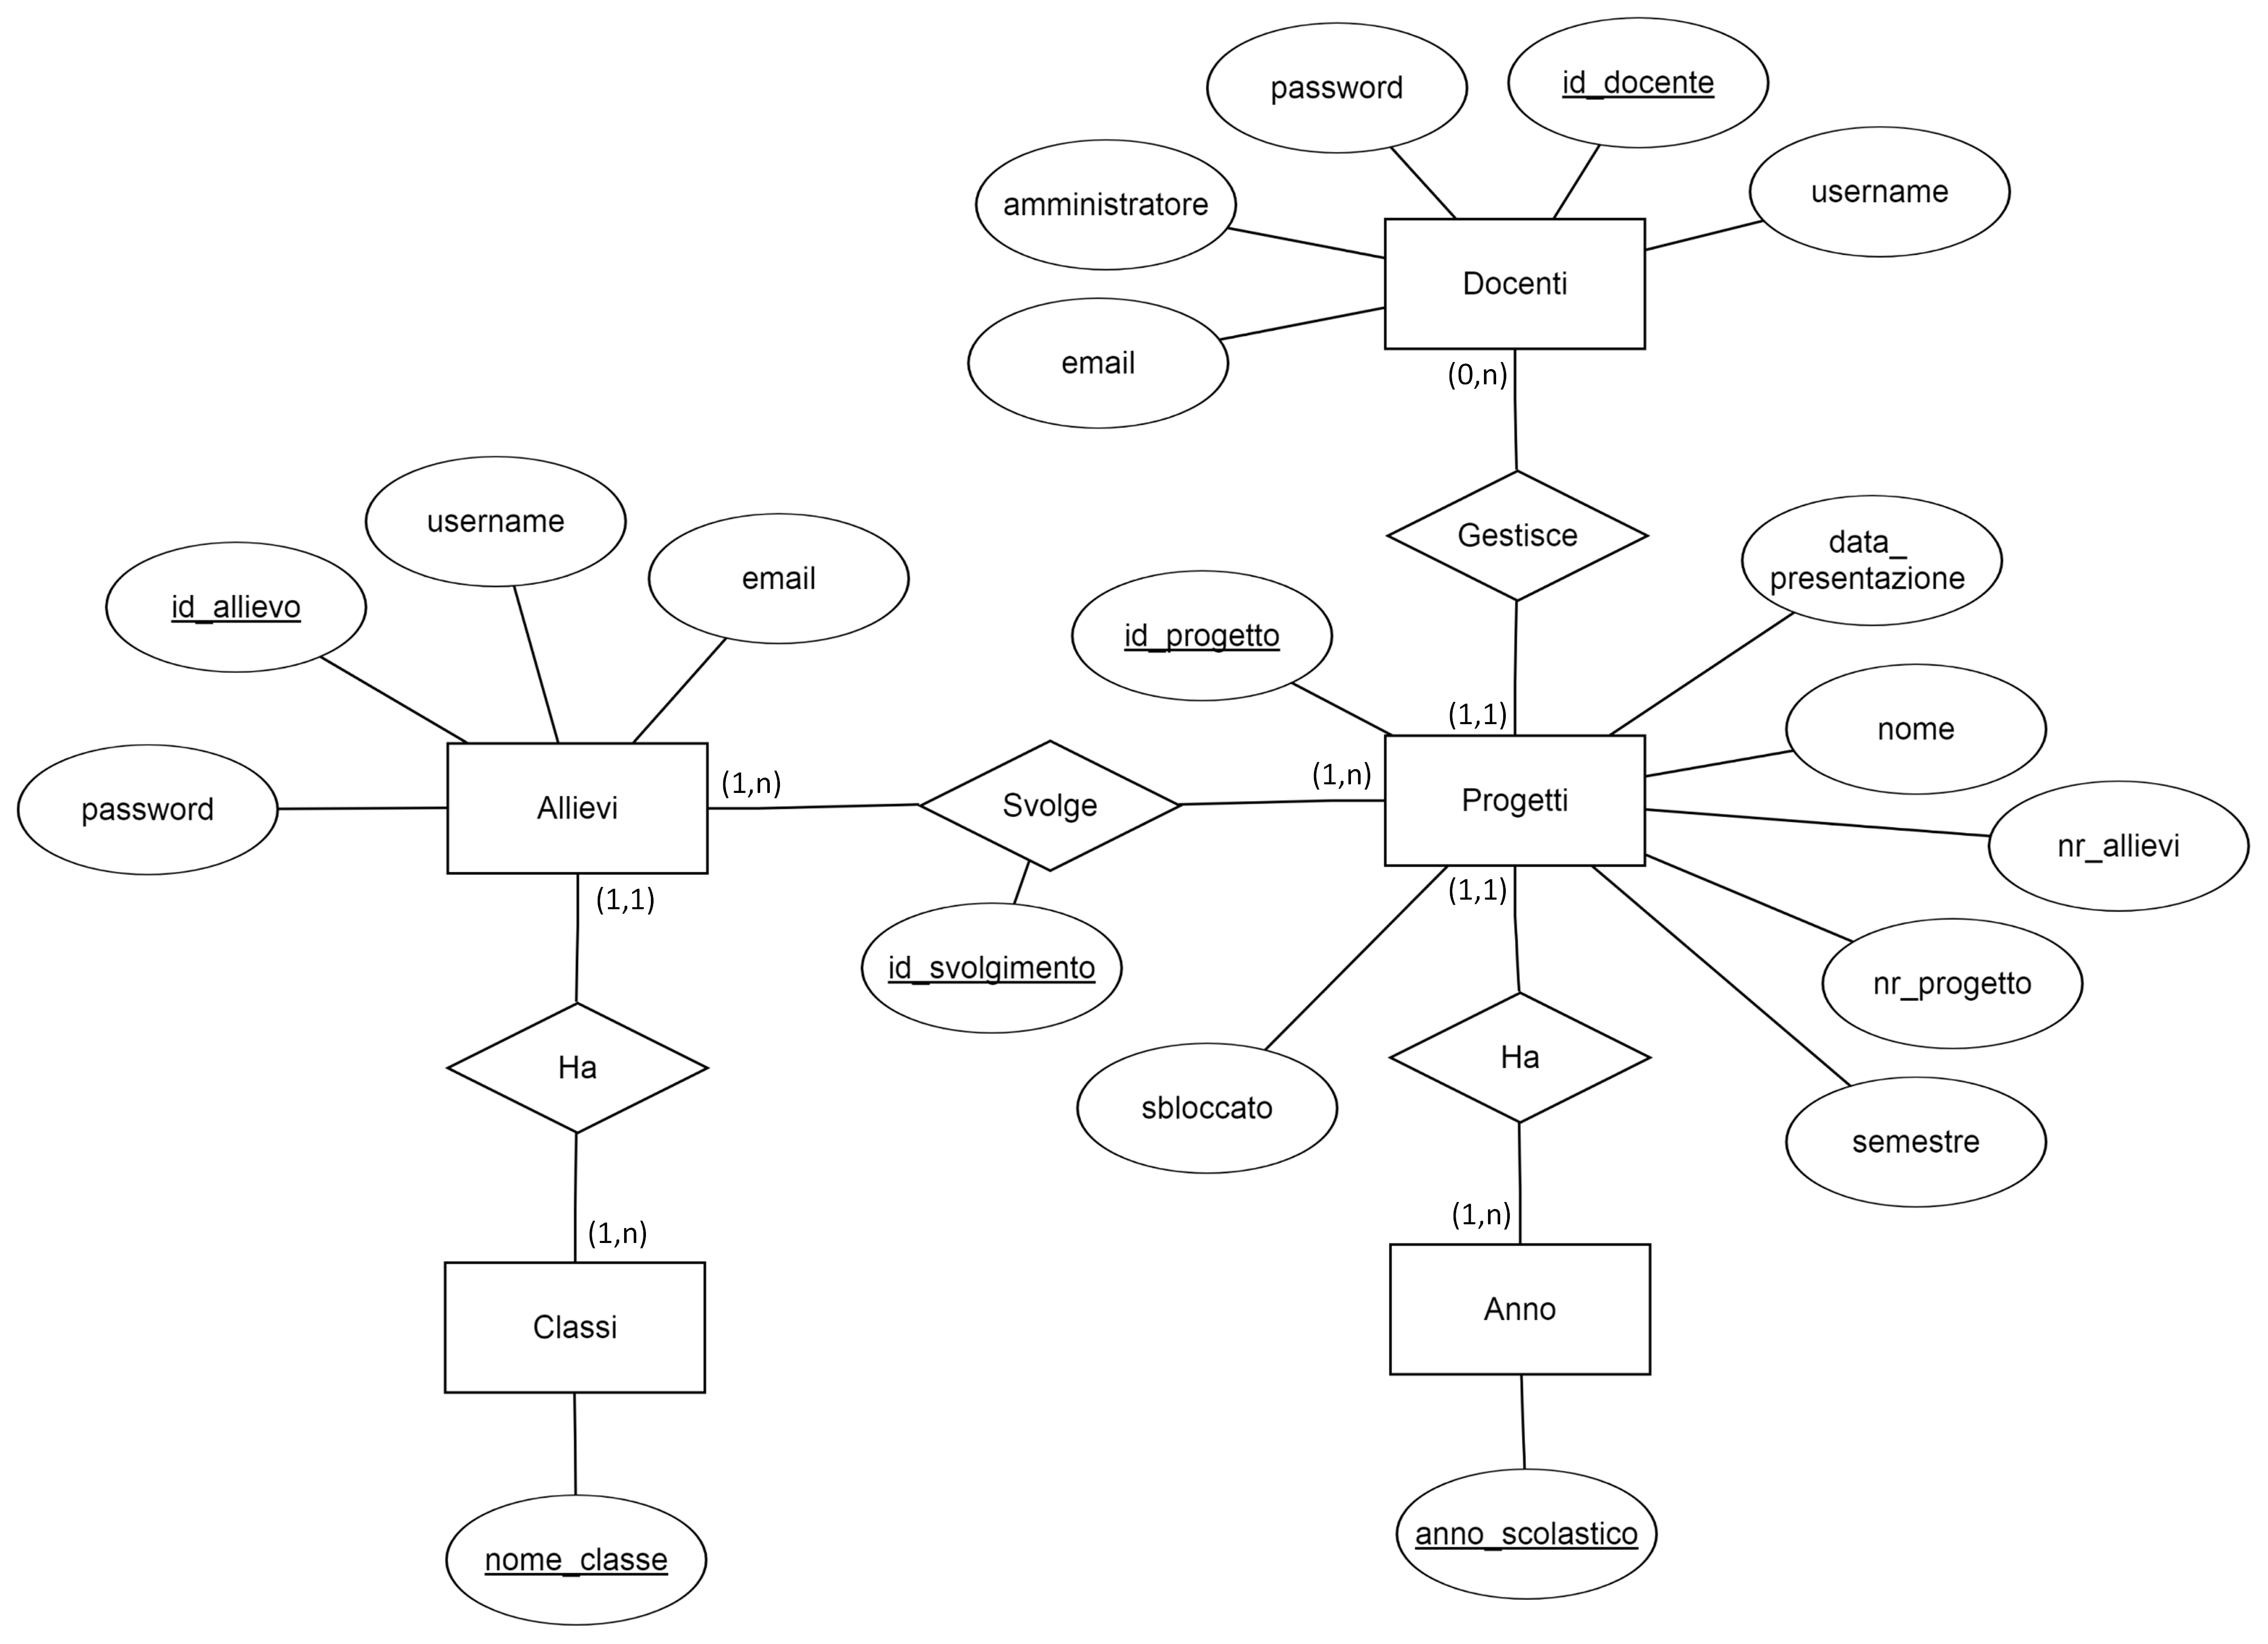 password
id_docente
amministratore
username
Docenti
email
(0,n)
Gestisce
data_
presentazione
username
email
id_allievo
id_progetto
(1,1)
nome
password
Allievi
(1,n)
Svolge
(1,n)
Progetti
nr_allievi
(1,1)
(1,1)
id_svolgimento
nr_progetto
Ha
Ha
sbloccato
semestre
(1,n)
(1,n)
Classi
Anno
nome_classe
anno_scolastico